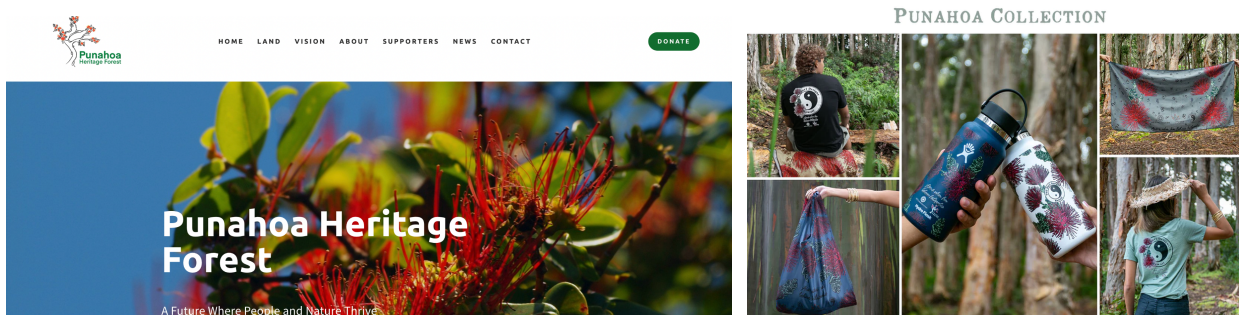 Punahoa
Heritage Forest
HOME LAND VISION ABOUT SUPPORTERS NEWS CONTACT
DONATE
Punahoa Heritage
Forest
A Future Where People and Nature Thrive
PUNAHOA COLLECTION